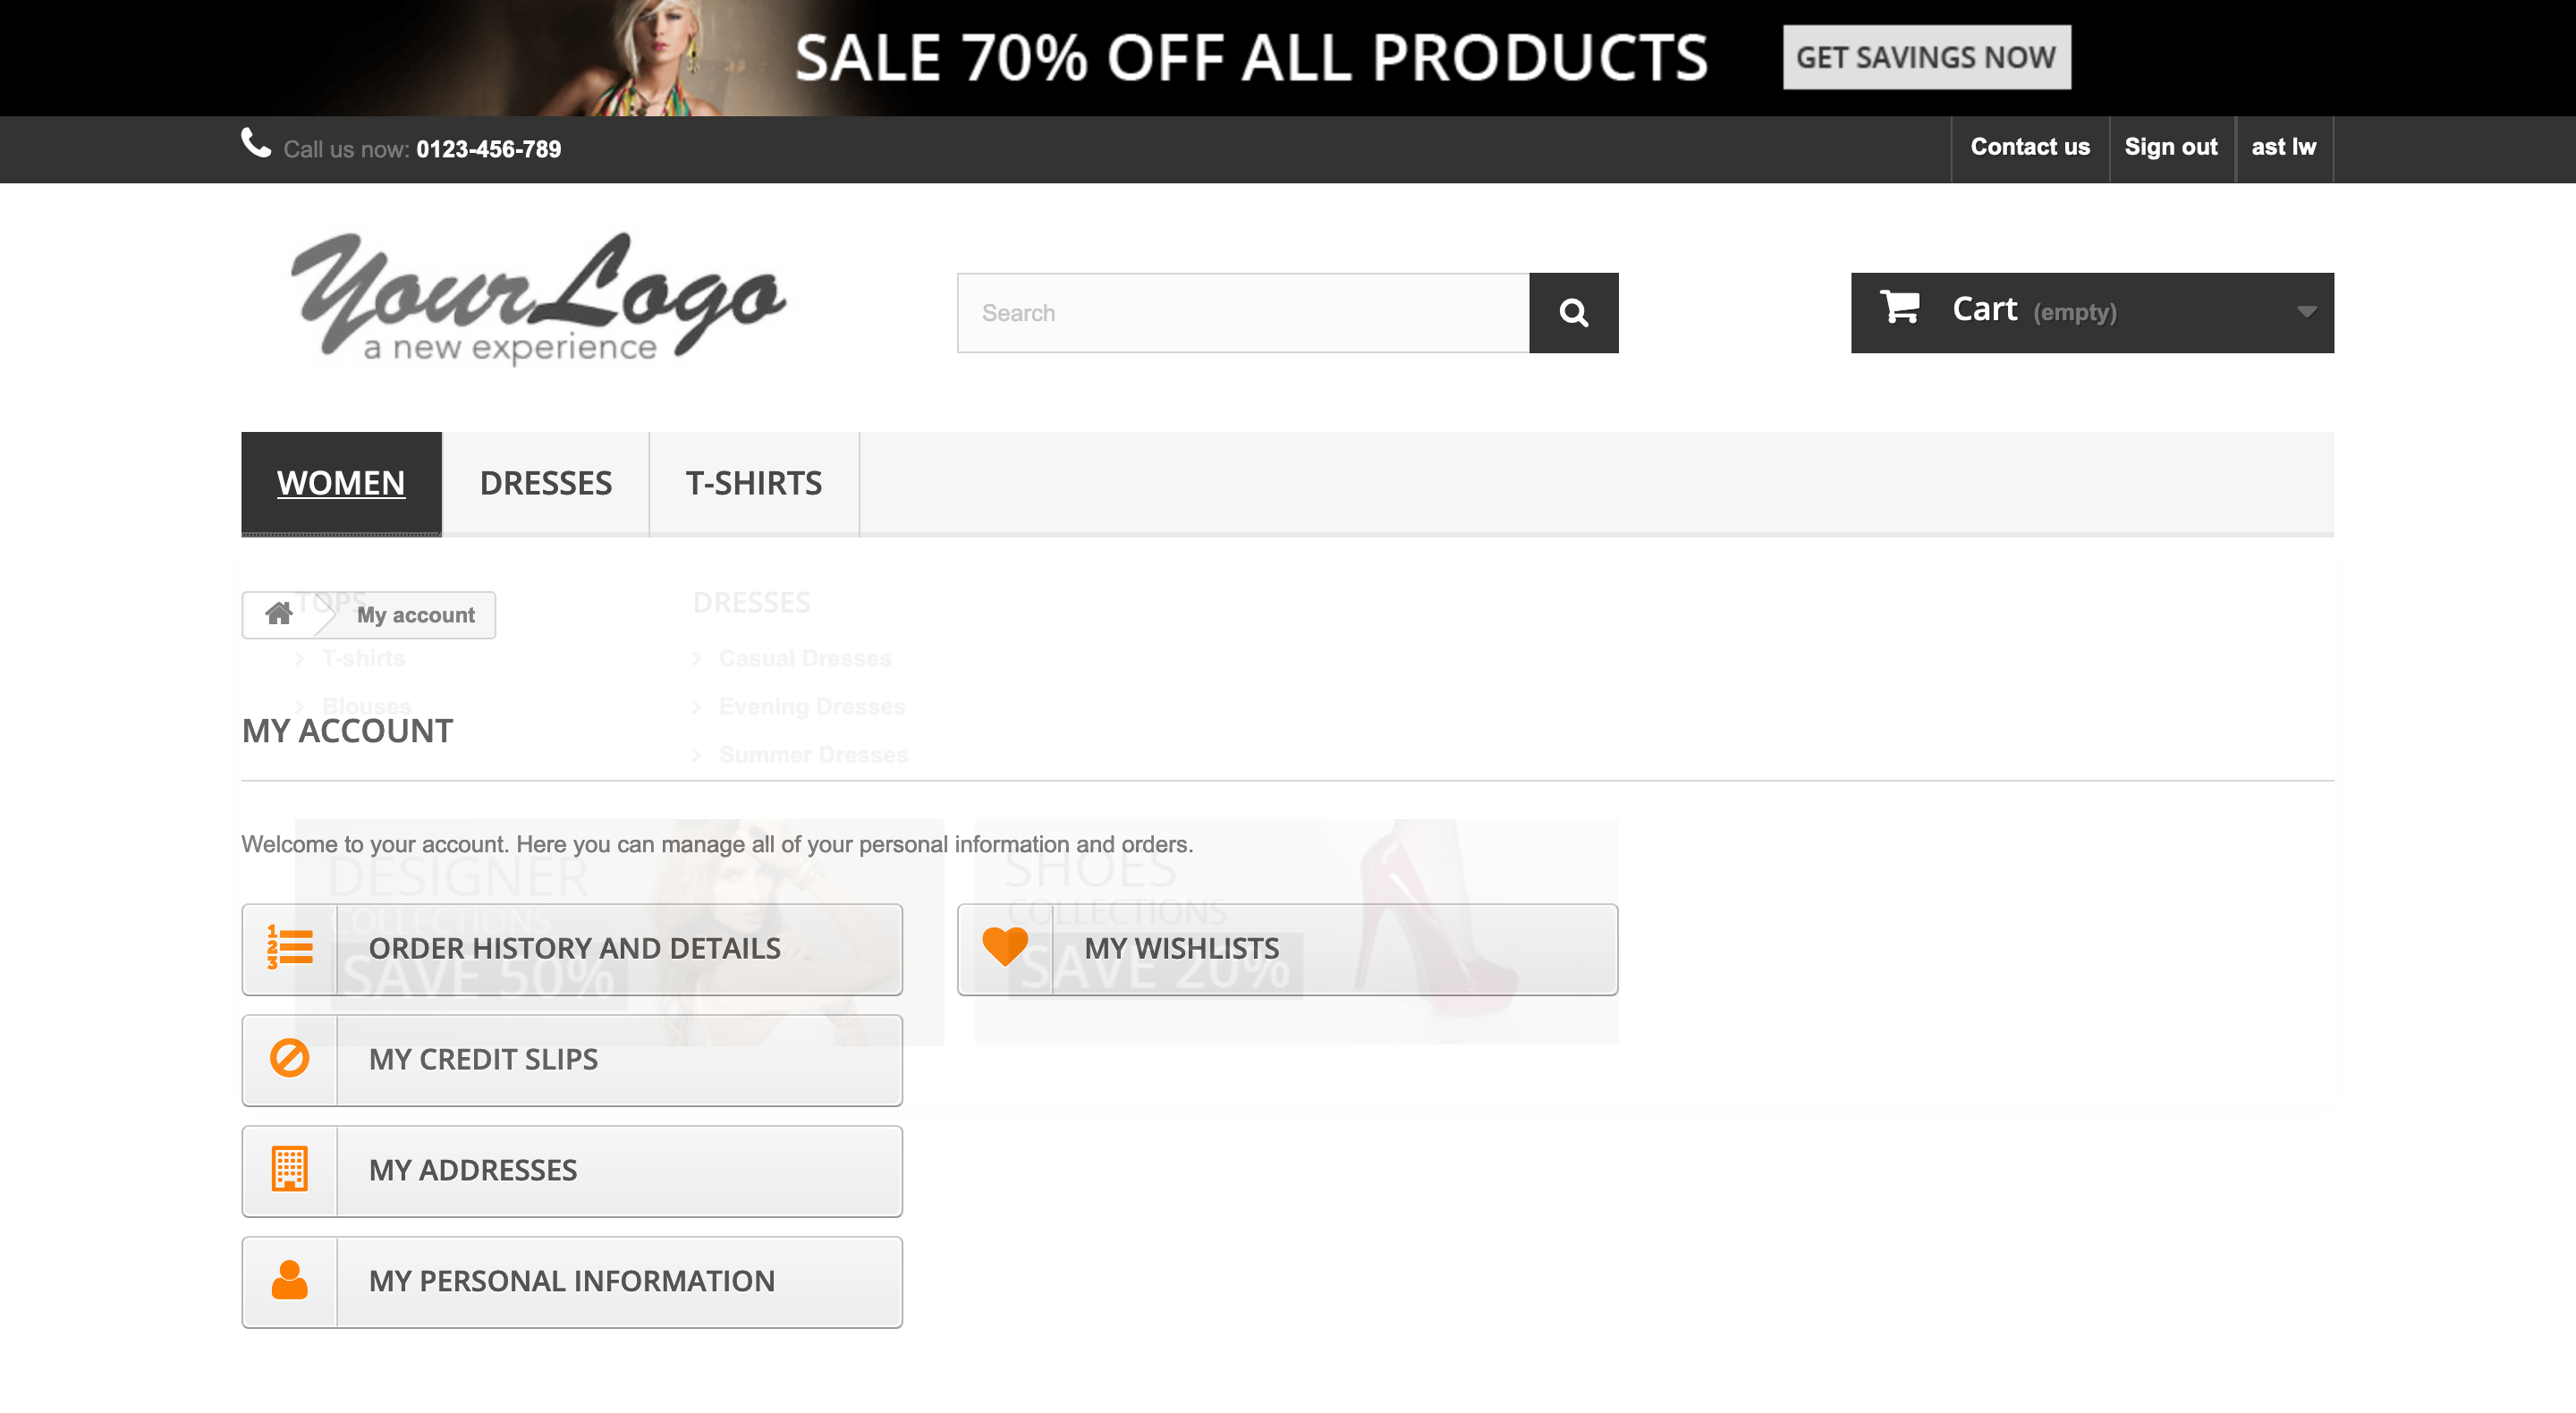 SALE 70% OFF ALL PRODUCTS GET SAVINGS NOW
Call us now: 0123-456-789 Contact us Sign out ast lw
YourLogo
a new experience
Search
Cart (empty)
WOMEN DRESSES T-SHIRTS
TOPS DRESSES
My account
T-shirts Casual Dresses
Blouses Evening Dresses
MY ACCOUNT
Summer Dresses
Welcome to your account. Here you can manage all of your personal information and orders.
DESIGNER SHOES
COLLECTIONS COLLECTIONS
ORDER HISTORY AND DETAILS MY WISHLISTS
SAVE 50% SAVE 20%
MY CREDIT SLIPS
MY ADDRESSES
MY PERSONAL INFORMATION